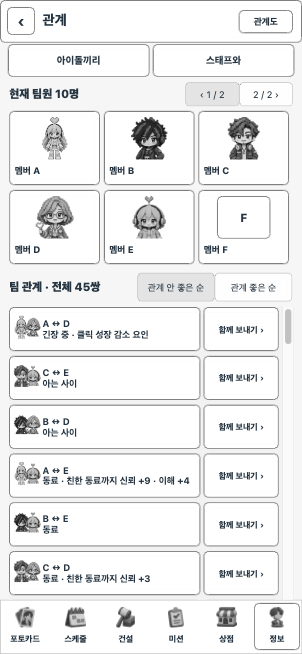 ‹ 관계 관계도
아이돌끼리 스태프와
현재 팀원 10명 ‹ 1 / 2 2 / 2 ›
멤버 A 멤버 B 멤버 C
F
멤버 D 멤버 E 멤버 F
팀 관계 · 전체 45쌍 관계 안 좋은 순 관계 좋은 순
A ↔ D
긴장 중 · 클릭 성장 감소 요인
함께 보내기 ›
C ↔ E
아는 사이
함께 보내기 ›
B ↔ D
아는 사이
함께 보내기 ›
A ↔ E
동료 · 친한 동료까지 신뢰 +9 · 이해 +4
함께 보내기 ›
B ↔ E
동료
함께 보내기 ›
C ↔ D
동료 · 친한 동료까지 신뢰 +3
함께 보내기 ›
포토카드 스케줄 건설 미션 상점 정보